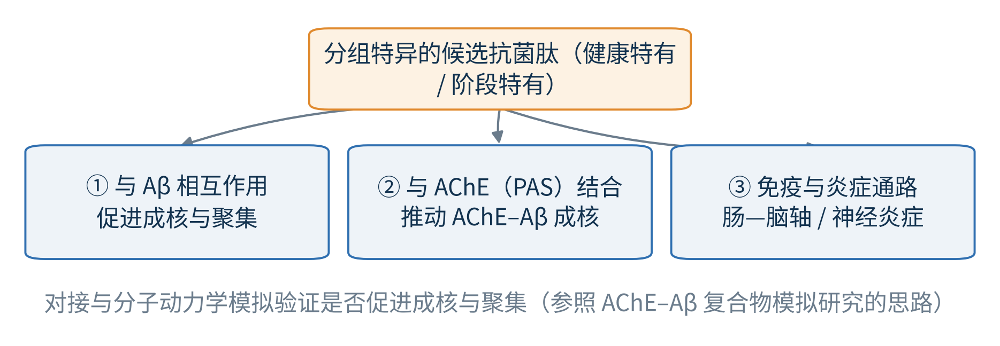 分组特异的候选抗菌肽（健康特有
/ 阶段特有）
① 与 Aβ 相互作用
促进成核与聚集
② 与 AChE（PAS）结合
推动 AChE–Aβ 成核
③ 免疫与炎症通路
肠—脑轴 / 神经炎症
对接与分子动力学模拟验证是否促进成核与聚集（参照 AChE–Aβ 复合物模拟研究的思路）